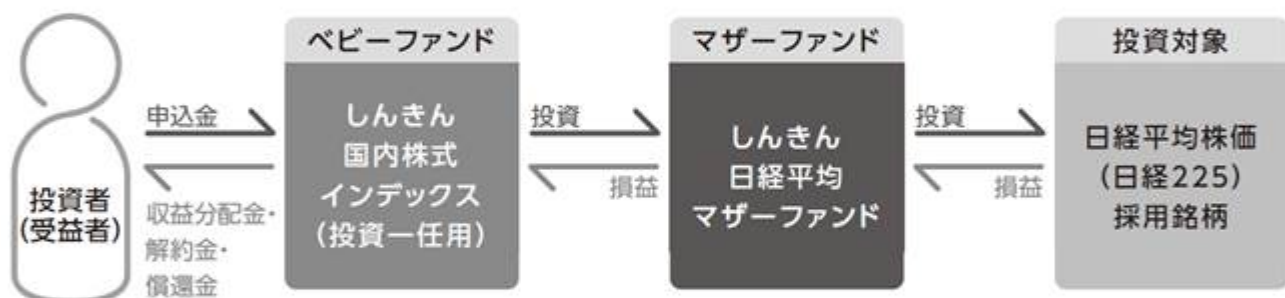 投資者
(受益者)
申込金
収益分配金・
解約金・
償還金
ベビーファンド
しんきん
国内株式
インデックス
(投資一任用)
投資
損益
マザーファンド
しんきん
日経平均
マザーファンド
投資
損益
投資対象
日経平均株価
(日経225)
採用銘柄